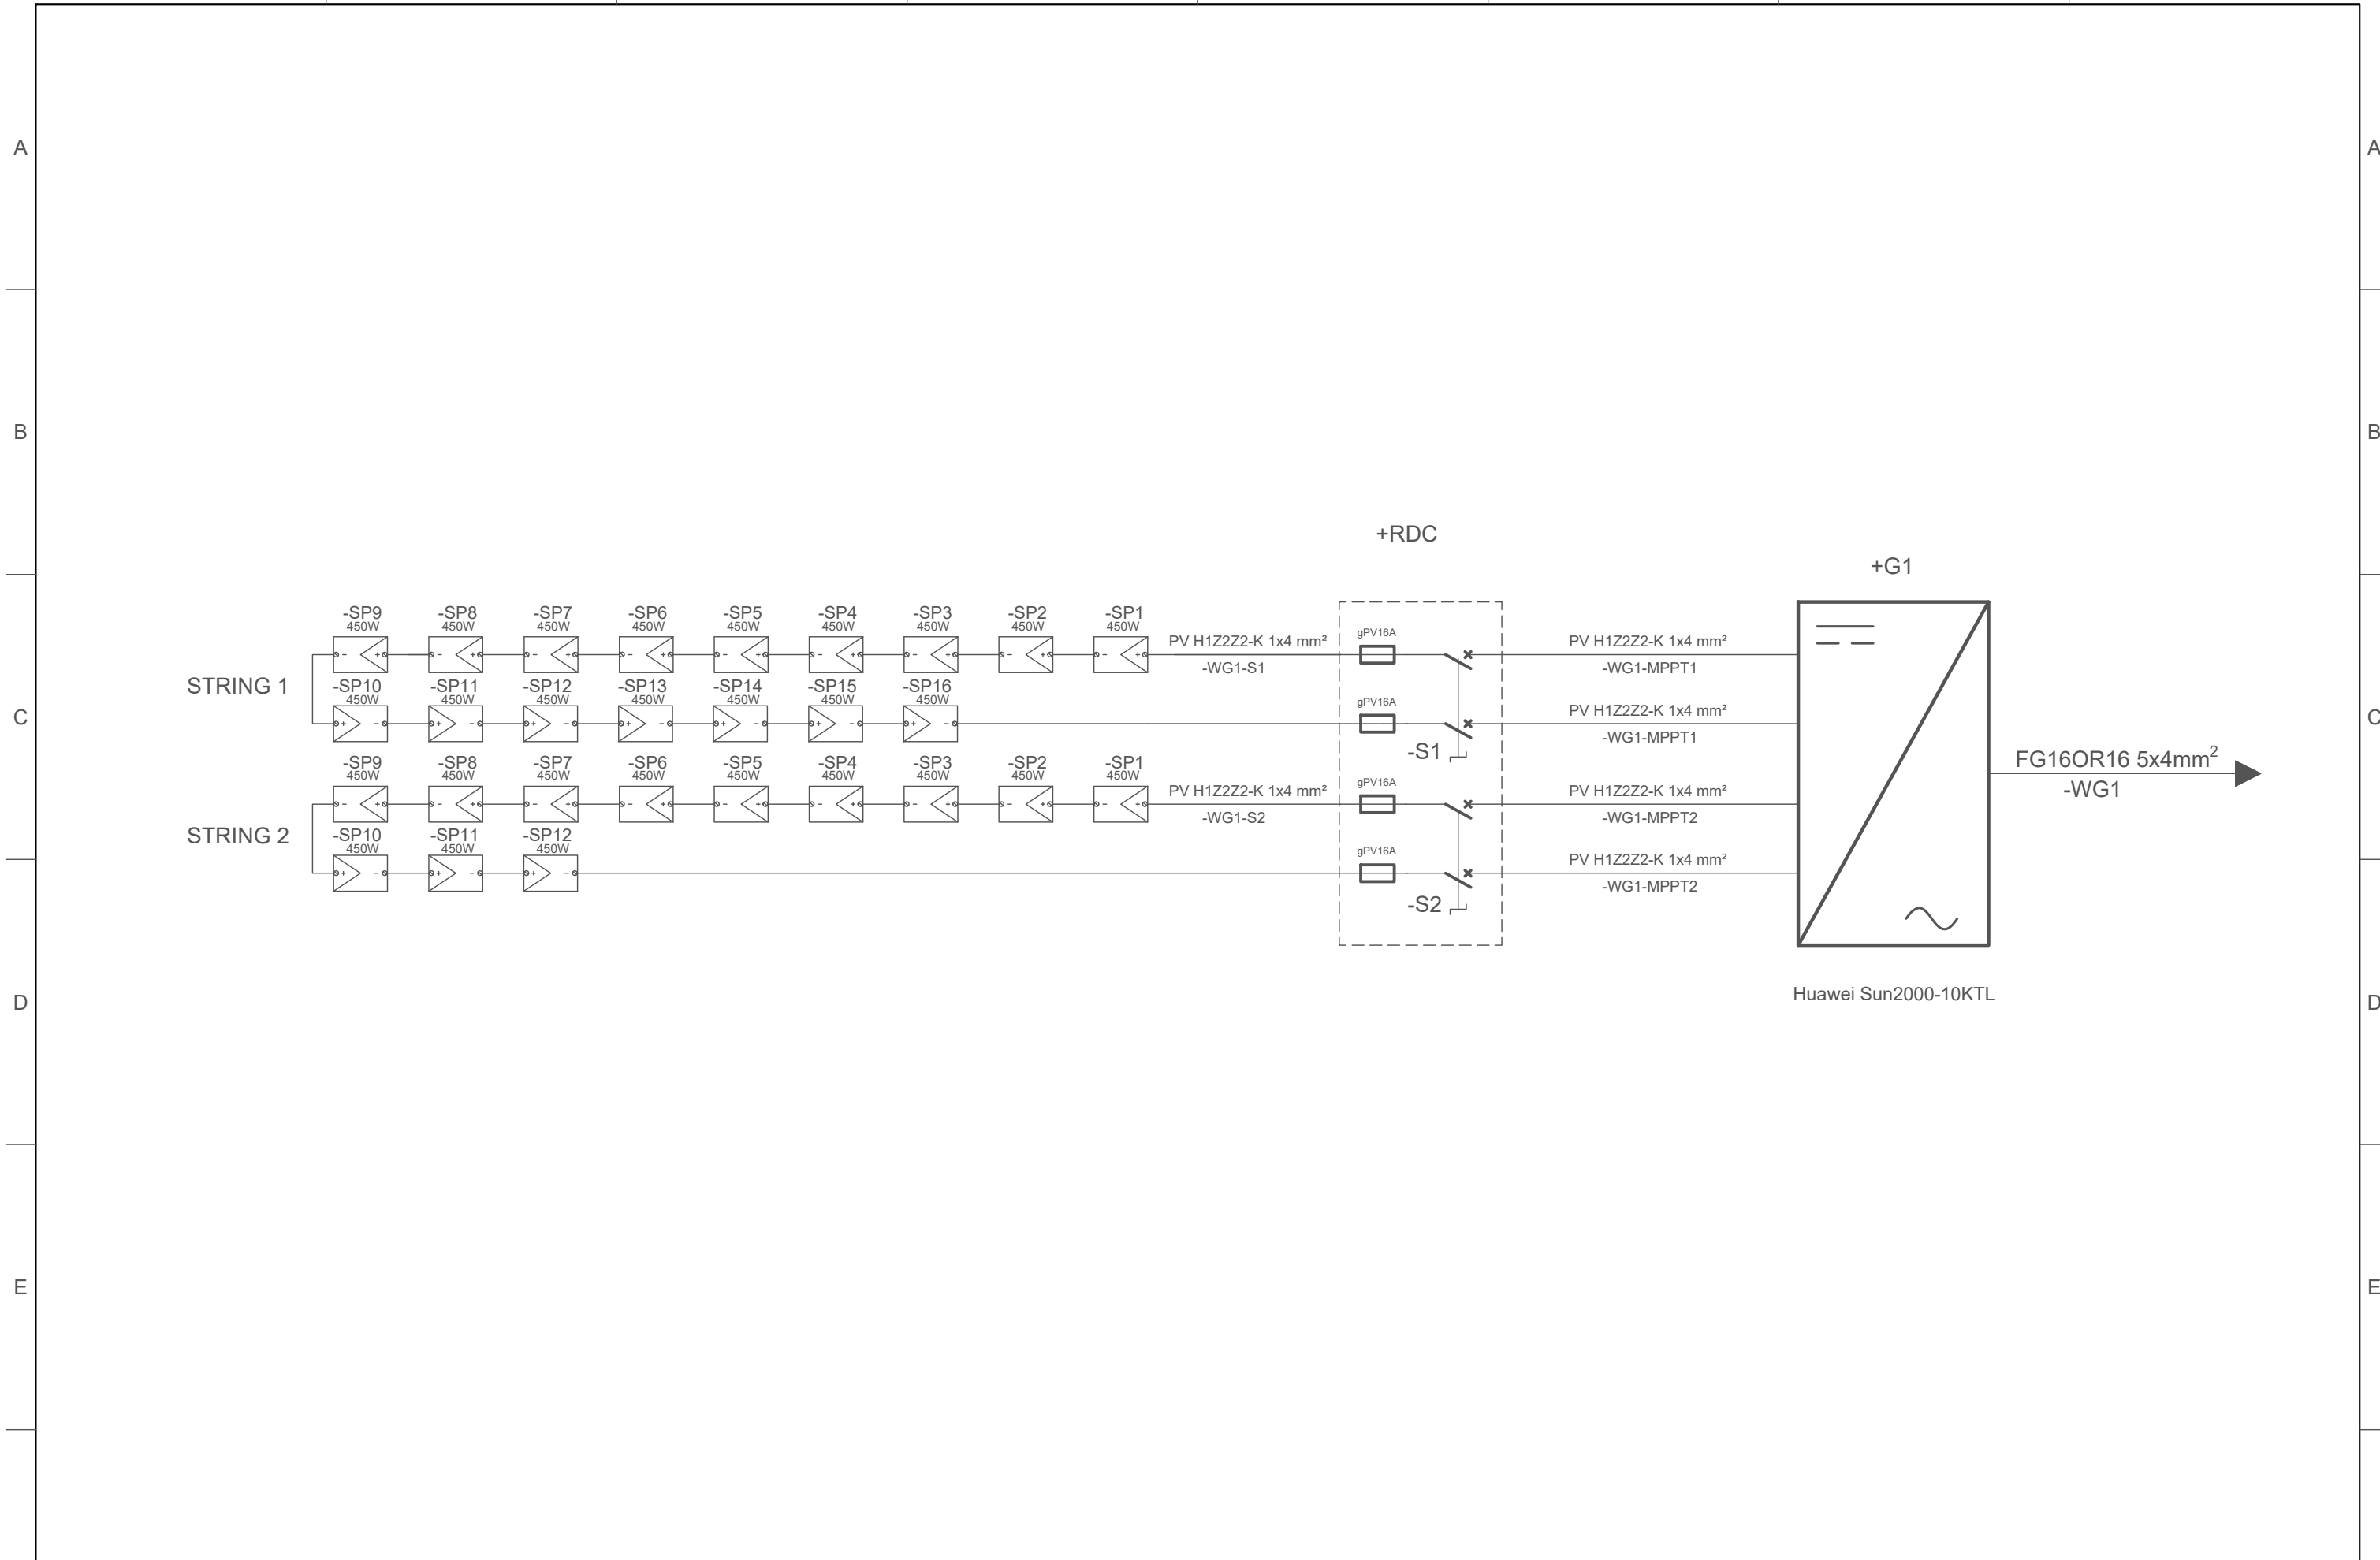 +RDC
+G1
-SP9 -SP8 -SP7 -SP6 -SP5 -SP4 -SP3 -SP2 -SP1
450W 450W 450W 450W 450W 450W 450W 450W 450W
gPV16A
PV H1Z2Z2-K 1x4 mm² PV H1Z2Z2-K 1x4 mm²
-WG1-S1 -WG1-MPPT1
STRING 1
-SP10 -SP11 -SP12 -SP13 -SP14 -SP15 -SP16
450W 450W 450W 450W 450W 450W 450W
gPV16A
PV H1Z2Z2-K 1x4 mm²
-WG1-MPPT1
-S1
-SP9 -SP8 -SP7 -SP6 -SP5 -SP4 -SP3 -SP2 -SP1
450W 450W 450W 450W 450W 450W 450W 450W 450W
gPV16A
PV H1Z2Z2-K 1x4 mm² PV H1Z2Z2-K 1x4 mm²
-WG1-S2 -WG1-MPPT2
STRING 2
-SP10 -SP11 -SP12
450W 450W 450W
gPV16A
PV H1Z2Z2-K 1x4 mm²
-WG1-MPPT2
-S2
FG16OR16 5x4mm²
-WG1
Huawei Sun2000-10KTL
A A
B B
C C
D D
E E